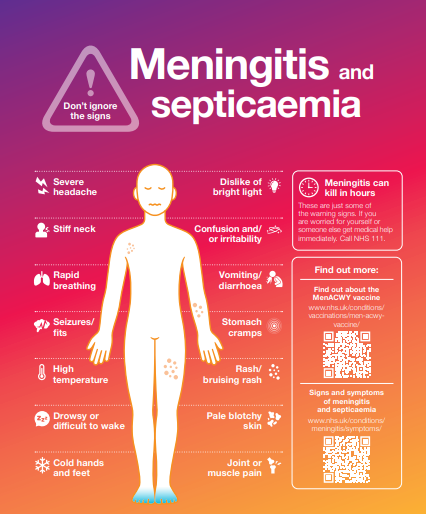 Meningitis and
septicaemia
Don't ignore
the signs
Severe
headache
Stiff neck
Rapid
breathing
Seizures/
fits
High
temperature
Drowsy or
difficult to wake
Cold hands
and feet
Dislike of
bright light
Confusion and/
or irritability
Vomiting/
diarrhoea
Stomach
cramps
Rash/
bruising rash
Pale blotchy
skin
Joint or
muscle pain
Meningitis can
kill in hours
These are just some of
the warning signs. If you
are worried for yourself or
someone else get medical help
immediately. Call NHS 111.
Find out more:
Find out about the
MenACWY vaccine
www.nhs.uk/conditions/
vaccinations/men-acwy-
vaccine/
Signs and symptoms
of meningitis
and septicaemia
www.nhs.uk/conditions/
meningitis/symptoms/